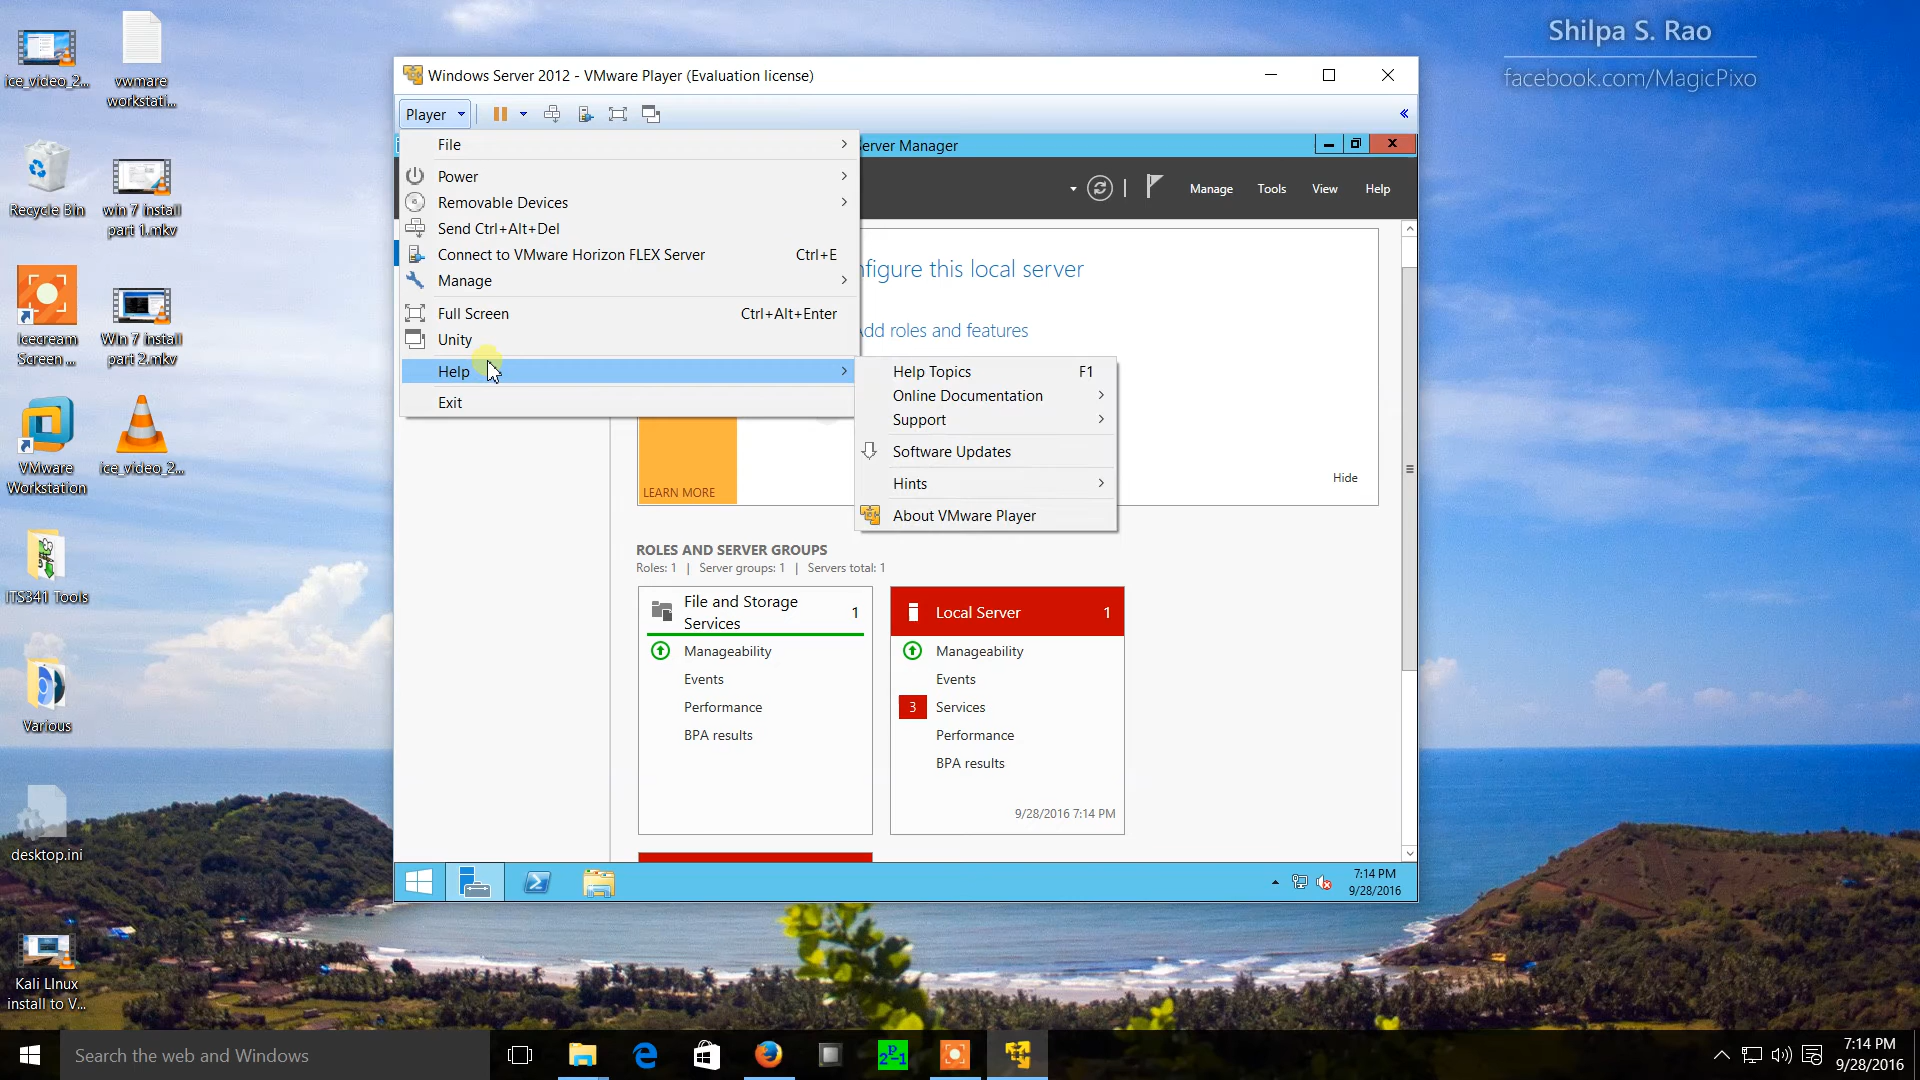 Shilpa S. Rao
facebook.com/MagicPixo
ice_video_2...
vwmare
workstati...
Recycle Bin
win 7 install
part 1.mkv
Icecream
Screen ...
WIn 7 install
part 2.mkv
VMware
Workstation
ice_video_2...
ITS341 Tools
Various
desktop.ini
Kali LInux
install to V...
Windows Server 2012 - VMware Player (Evaluation license)
Player
File
Power
Removable Devices
Send Ctrl+Alt+Del
Connect to VMware Horizon FLEX Server Ctrl+E
Manage
Full Screen Ctrl+Alt+Enter
Unity
Help
Exit
Help Topics F1
Online Documentation
Support
Software Updates
Hints
About VMware Player
erver Manager
Manage Tools View Help
nfigure this local server
dd roles and features
LEARN MORE
Hide
ROLES AND SERVER GROUPS
Roles: 1 | Server groups: 1 | Servers total: 1
File and Storage
Services 1
Manageability
Events
Performance
BPA results
Local Server 1
Manageability
Events
3 Services
Performance
BPA results
9/28/2016 7:14 PM
7:14 PM
9/28/2016
Search the web and Windows
2ᵖ-1
7:14 PM
9/28/2016